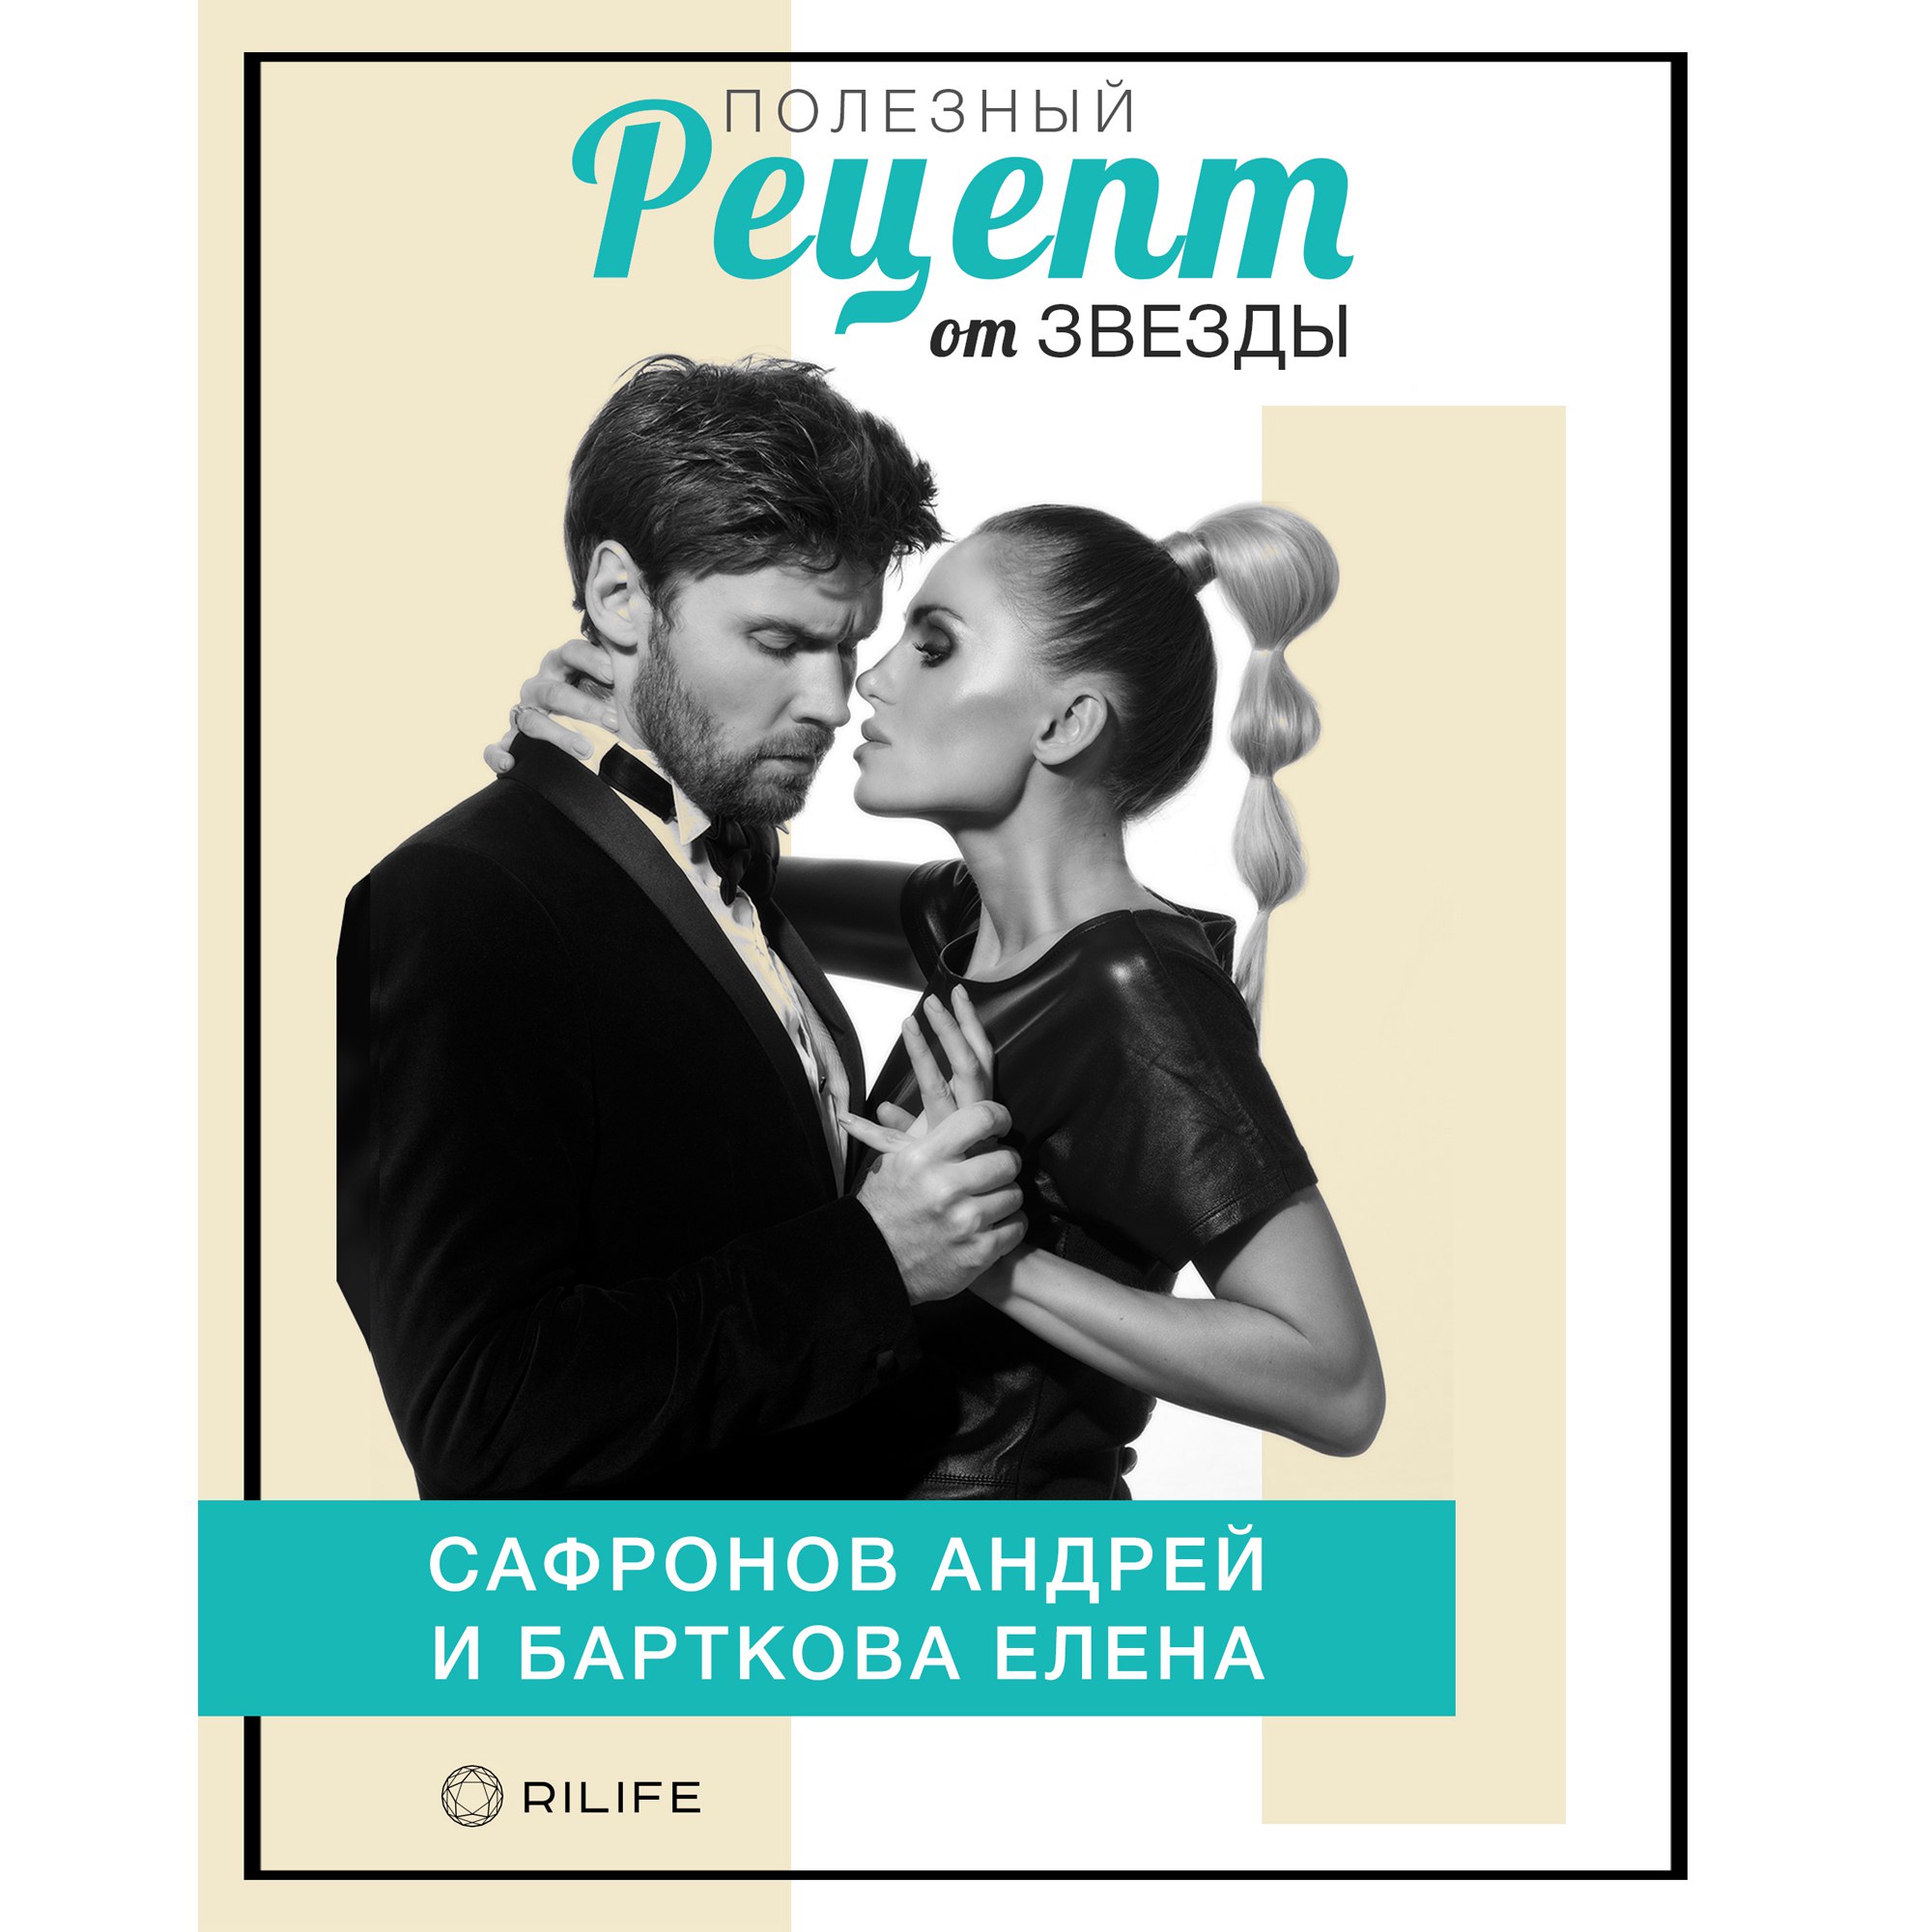 ПОЛЕЗНЫЙ
Рецепт
от ЗВЕЗДЫ
САФРОНОВ АНДРЕЙ
И БАРТКОВА ЕЛЕНА
RILIFE